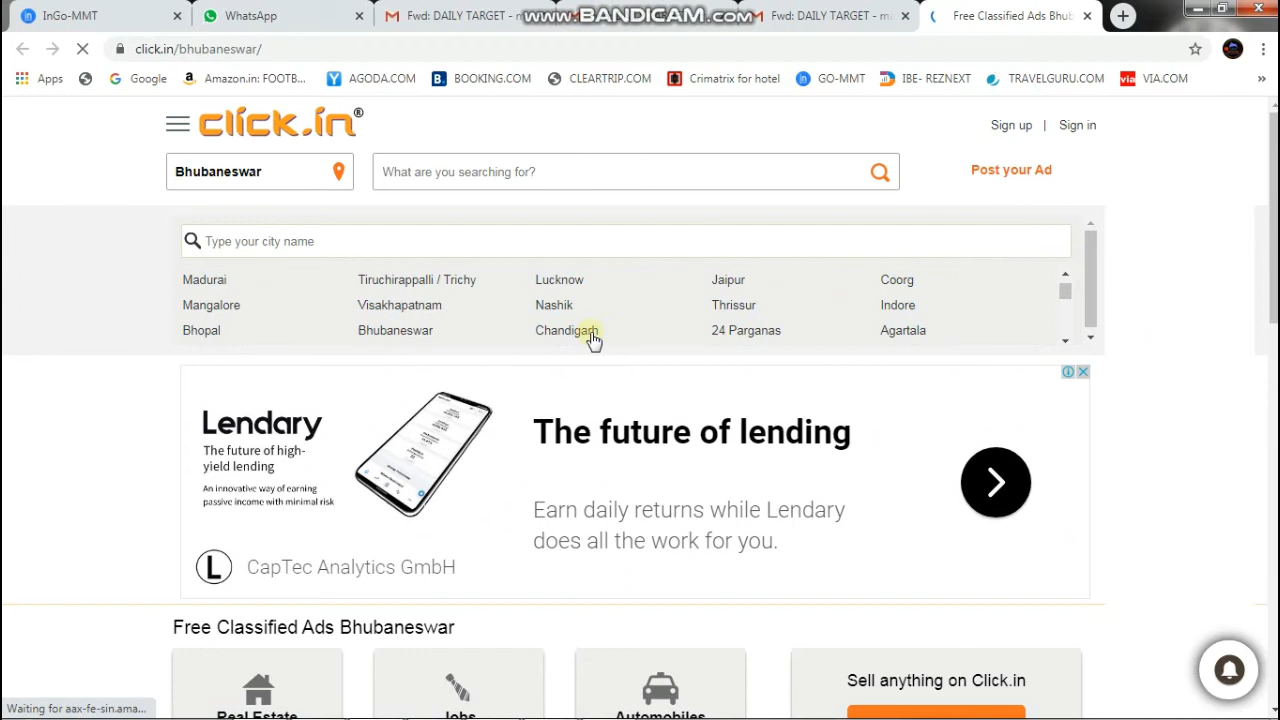 InGo-MMT
WhatsApp
Fwd: DAILY TARGET - m
www.BANDICAM.com
Fwd: DAILY TARGET - m
Free Classified Ads Bhub
click.in/bhubaneswar/
Apps
Google
Amazon.in: FOOTB...
AGODA.COM
BOOKING.COM
CLEARTRIP.COM
Crimatrix for hotel
GO-MMT
IBE- REZNEXT
TRAVELGURU.COM
VIA.COM
click.in®
Sign up | Sign in
Bhubaneswar
What are you searching for?
Post your Ad
Type your city name
Madurai
Tiruchirappalli / Trichy
Lucknow
Jaipur
Coorg
Mangalore
Visakhapatnam
Nashik
Thrissur
Indore
Bhopal
Bhubaneswar
Chandigarh
24 Parganas
Agartala
Lendary
The future of high-
yield lending
An innovative way of earning
passive income with minimal risk
L CapTec Analytics GmbH
The future of lending
Earn daily returns while Lendary
does all the work for you.
Free Classified Ads Bhubaneswar
Real Estate
Jobs
Automobiles
Sell anything on Click.in
Waiting for aax-fe-sin.ama...